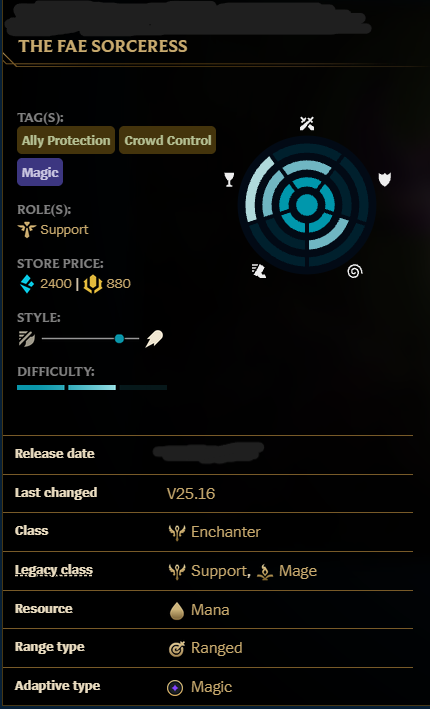 THE FAE SORCERESS
TAG(S):
Ally Protection Crowd Control
Magic
ROLE(S):
Support
STORE PRICE:
2400 | 880
STYLE:
DIFFICULTY:
Release date
Last changed V25.16
Class Enchanter
Legacy class Support, Mage
Resource Mana
Range type Ranged
Adaptive type Magic